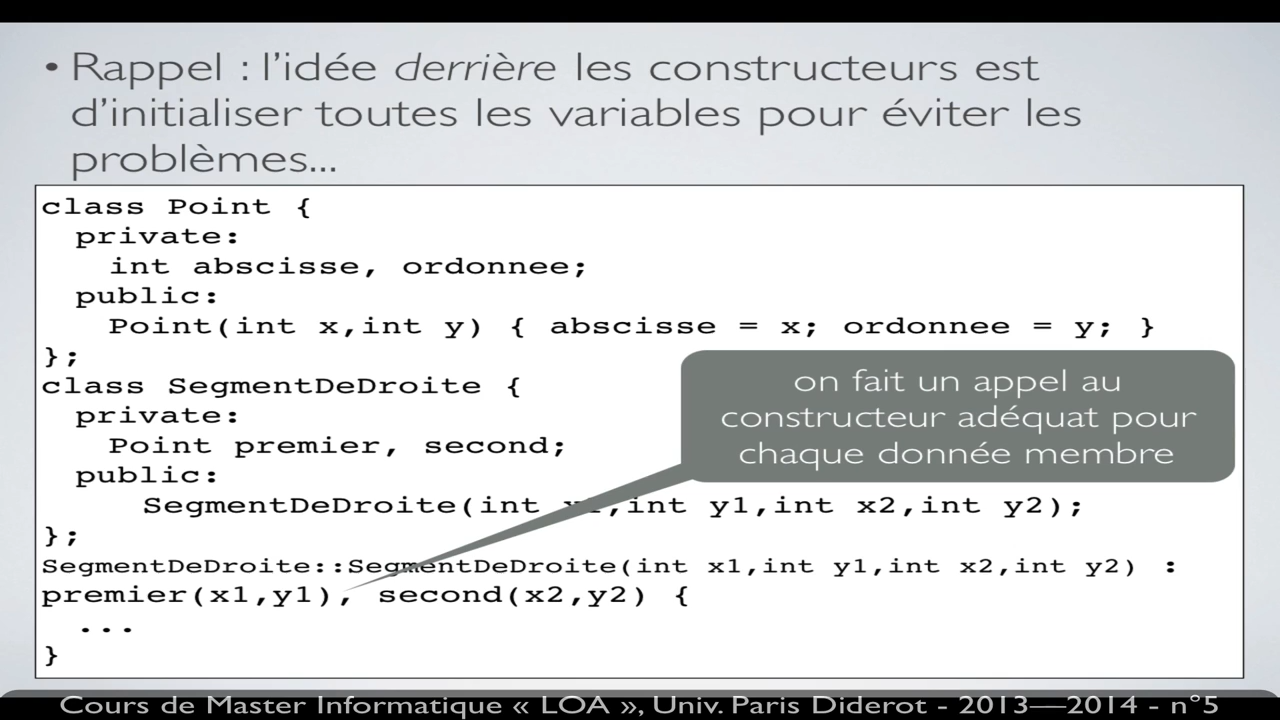 • Rappel : l'idée derrière les constructeurs est
d'initialiser toutes les variables pour éviter les
problèmes...
class Point {
private:
int abscisse, ordonnee;
public:
Point(int x,int y) { abscisse = x; ordonnee = y; }
};
class SegmentDeDroite {
private:
Point premier, second;
public:
SegmentDeDroite(int ,int y1,int x2,int y2);
};
SegmentDeDroite::SegmentDeDroite(int x1,int y1,int x2,int y2) :
premier(x1,y1), second(x2,y2) {
...
}
on fait un appel au
constructeur adéquat pour
chaque donnée membre
Cours de Master Informatique « LOA », Univ. Paris Diderot - 2013—2014 - n°5